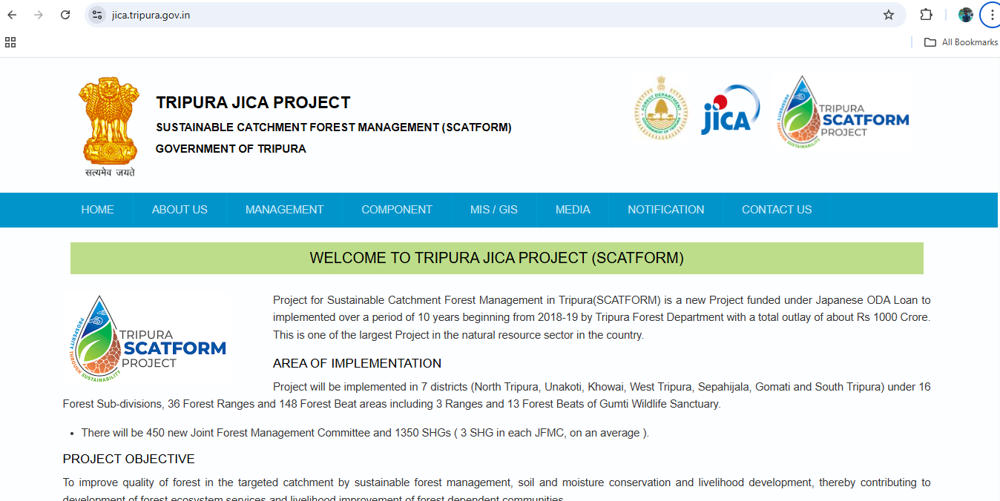 jica.tripura.gov.in
All Bookmarks
सत्यमेव जयते
TRIPURA JICA PROJECT
SUSTAINABLE CATCHMENT FOREST MANAGEMENT (SCATFORM)
GOVERNMENT OF TRIPURA
FOREST DEPARTMENT
GOVERNMENT OF TRIPURA
jICA
PROSPERITY THROUGH SUSTAINABILITY
TRIPURA
SCATFORM
PROJECT
HOME ABOUT US MANAGEMENT COMPONENT MIS / GIS MEDIA NOTIFICATION CONTACT US
WELCOME TO TRIPURA JICA PROJECT (SCATFORM)
PROSPERITY THROUGH SUSTAINABILITY
TRIPURA
SCATFORM
PROJECT
Project for Sustainable Catchment Forest Management in Tripura(SCATFORM) is a new Project funded under Japanese ODA Loan to
implemented over a period of 10 years beginning from 2018-19 by Tripura Forest Department with a total outlay of about Rs 1000 Crore.
This is one of the largest Project in the natural resource sector in the country.
AREA OF IMPLEMENTATION
Project will be implemented in 7 districts (North Tripura, Unakoti, Khowai, West Tripura, Sepahijala, Gomati and South Tripura) under 16
Forest Sub-divisions, 36 Forest Ranges and 148 Forest Beat areas including 3 Ranges and 13 Forest Beats of Gumti Wildlife Sanctuary.
• There will be 450 new Joint Forest Management Committee and 1350 SHGs ( 3 SHG in each JFMC, on an average ).
PROJECT OBJECTIVE
To improve quality of forest in the targeted catchment by sustainable forest management, soil and moisture conservation and livelihood development, thereby contributing to
development of forest ecosystem services and livelihood improvement of forest dependent communities.